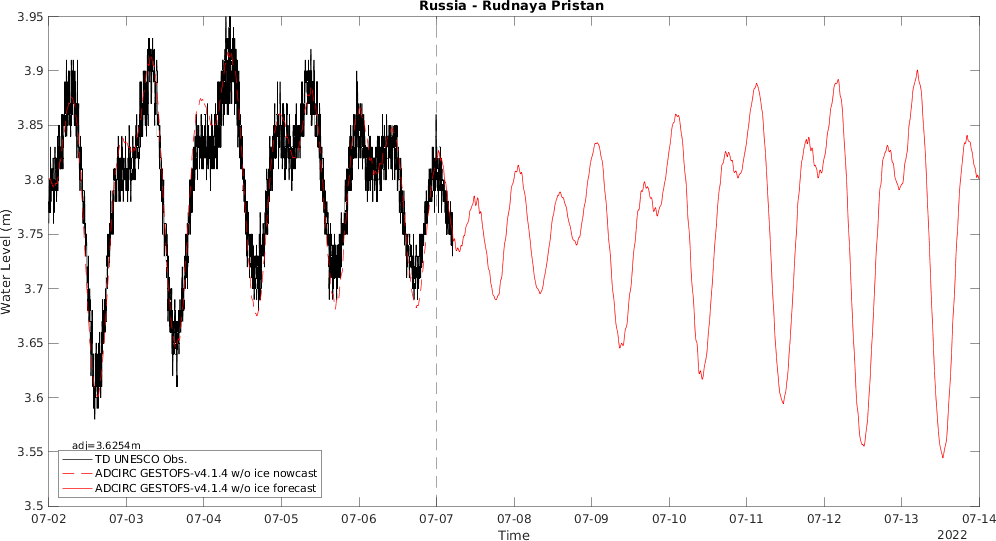 Russia - Rudnaya Pristan
3.95
3.9
3.85
3.8
3.75
3.7
3.65
3.6
3.55
3.5
Water Level (m)
adj=3.6254m
TD UNESCO Obs.
ADCIRC GESTOFS-v4.1.4 w/o ice nowcast
ADCIRC GESTOFS-v4.1.4 w/o ice forecast
07-02 07-03 07-04 07-05 07-06 07-07 07-08 07-09 07-10 07-11 07-12 07-13 07-14
Time
2022